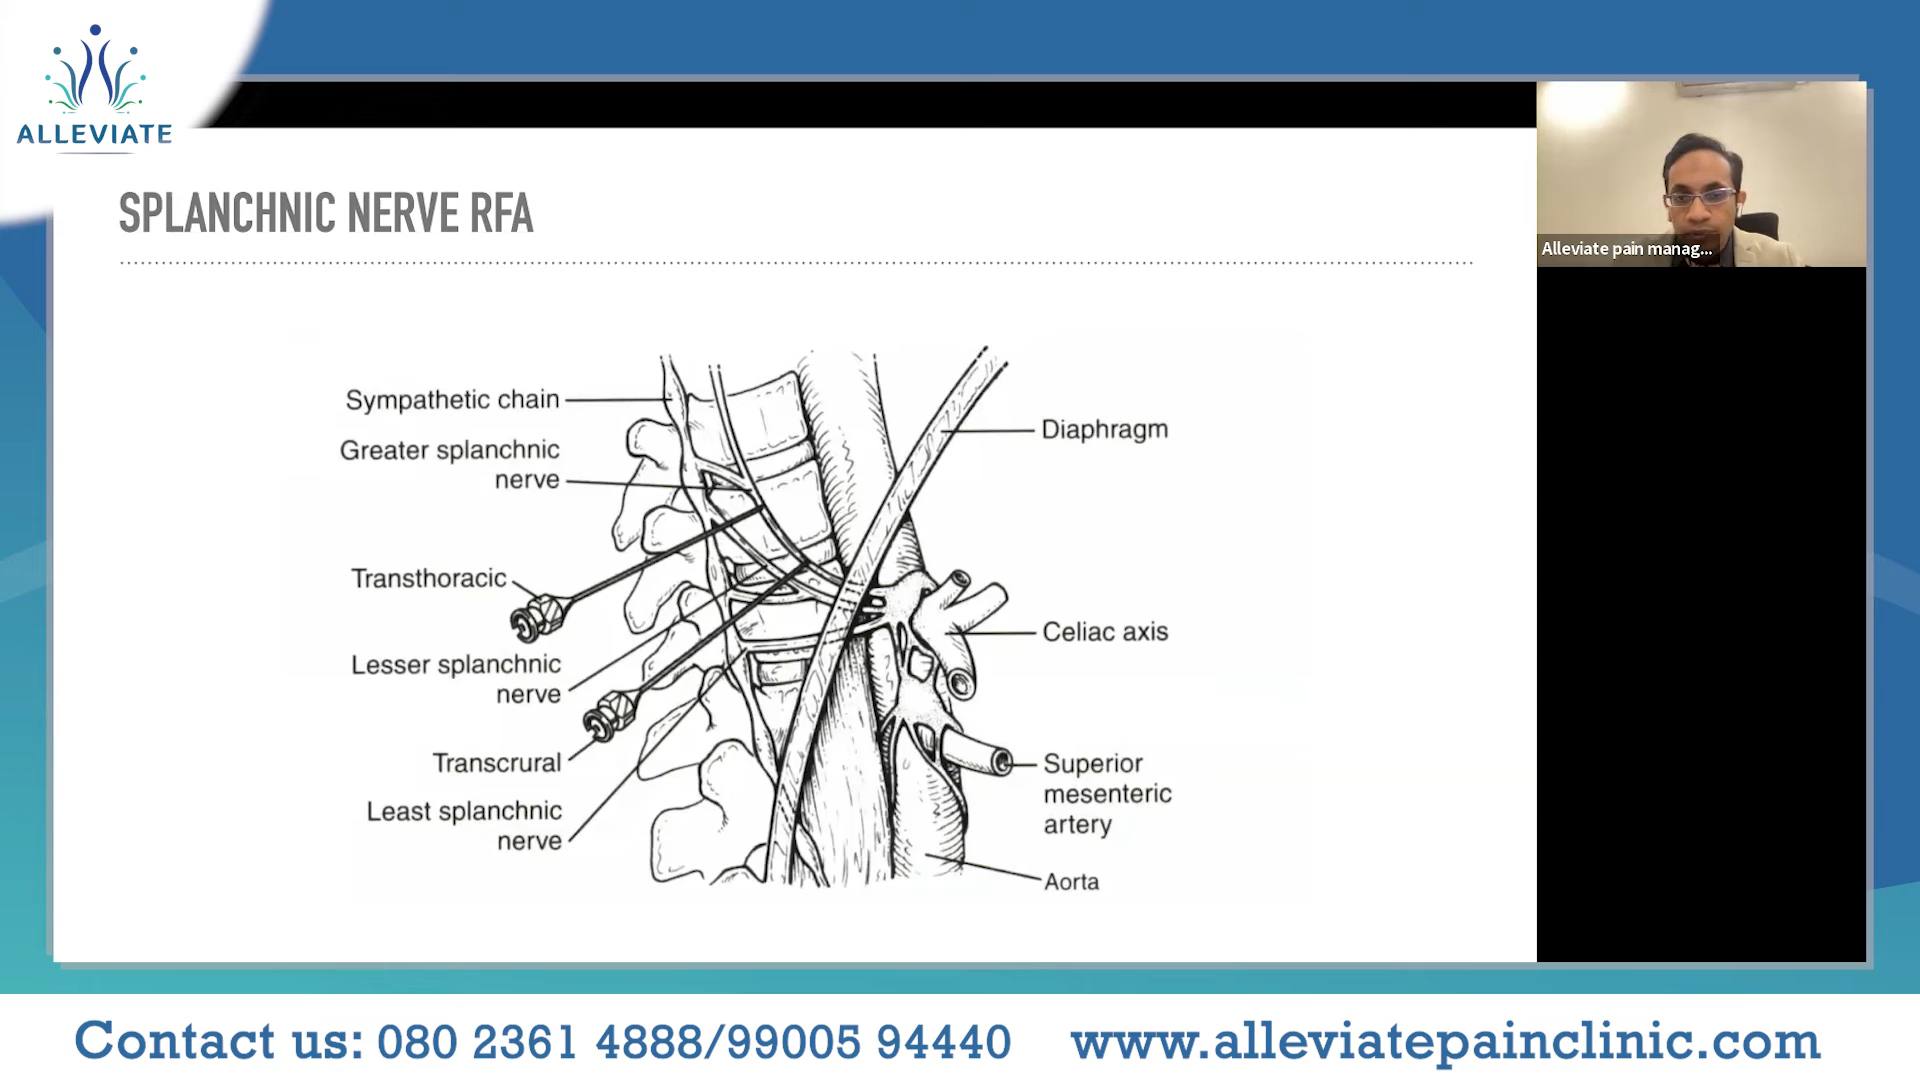 ALLEVIATE
SPLANCHNIC NERVE RFA
Alleviate pain manag...
Sympathetic chain
Greater splanchnic
nerve
Transthoracic
Lesser splanchnic
nerve
Transcrural
Least splanchnic
nerve
Diaphragm
Celiac axis
Superior
mesenteric
artery
Aorta
Contact us: 080 2361 4888/99005 94440 www.alleviatepainclinic.com